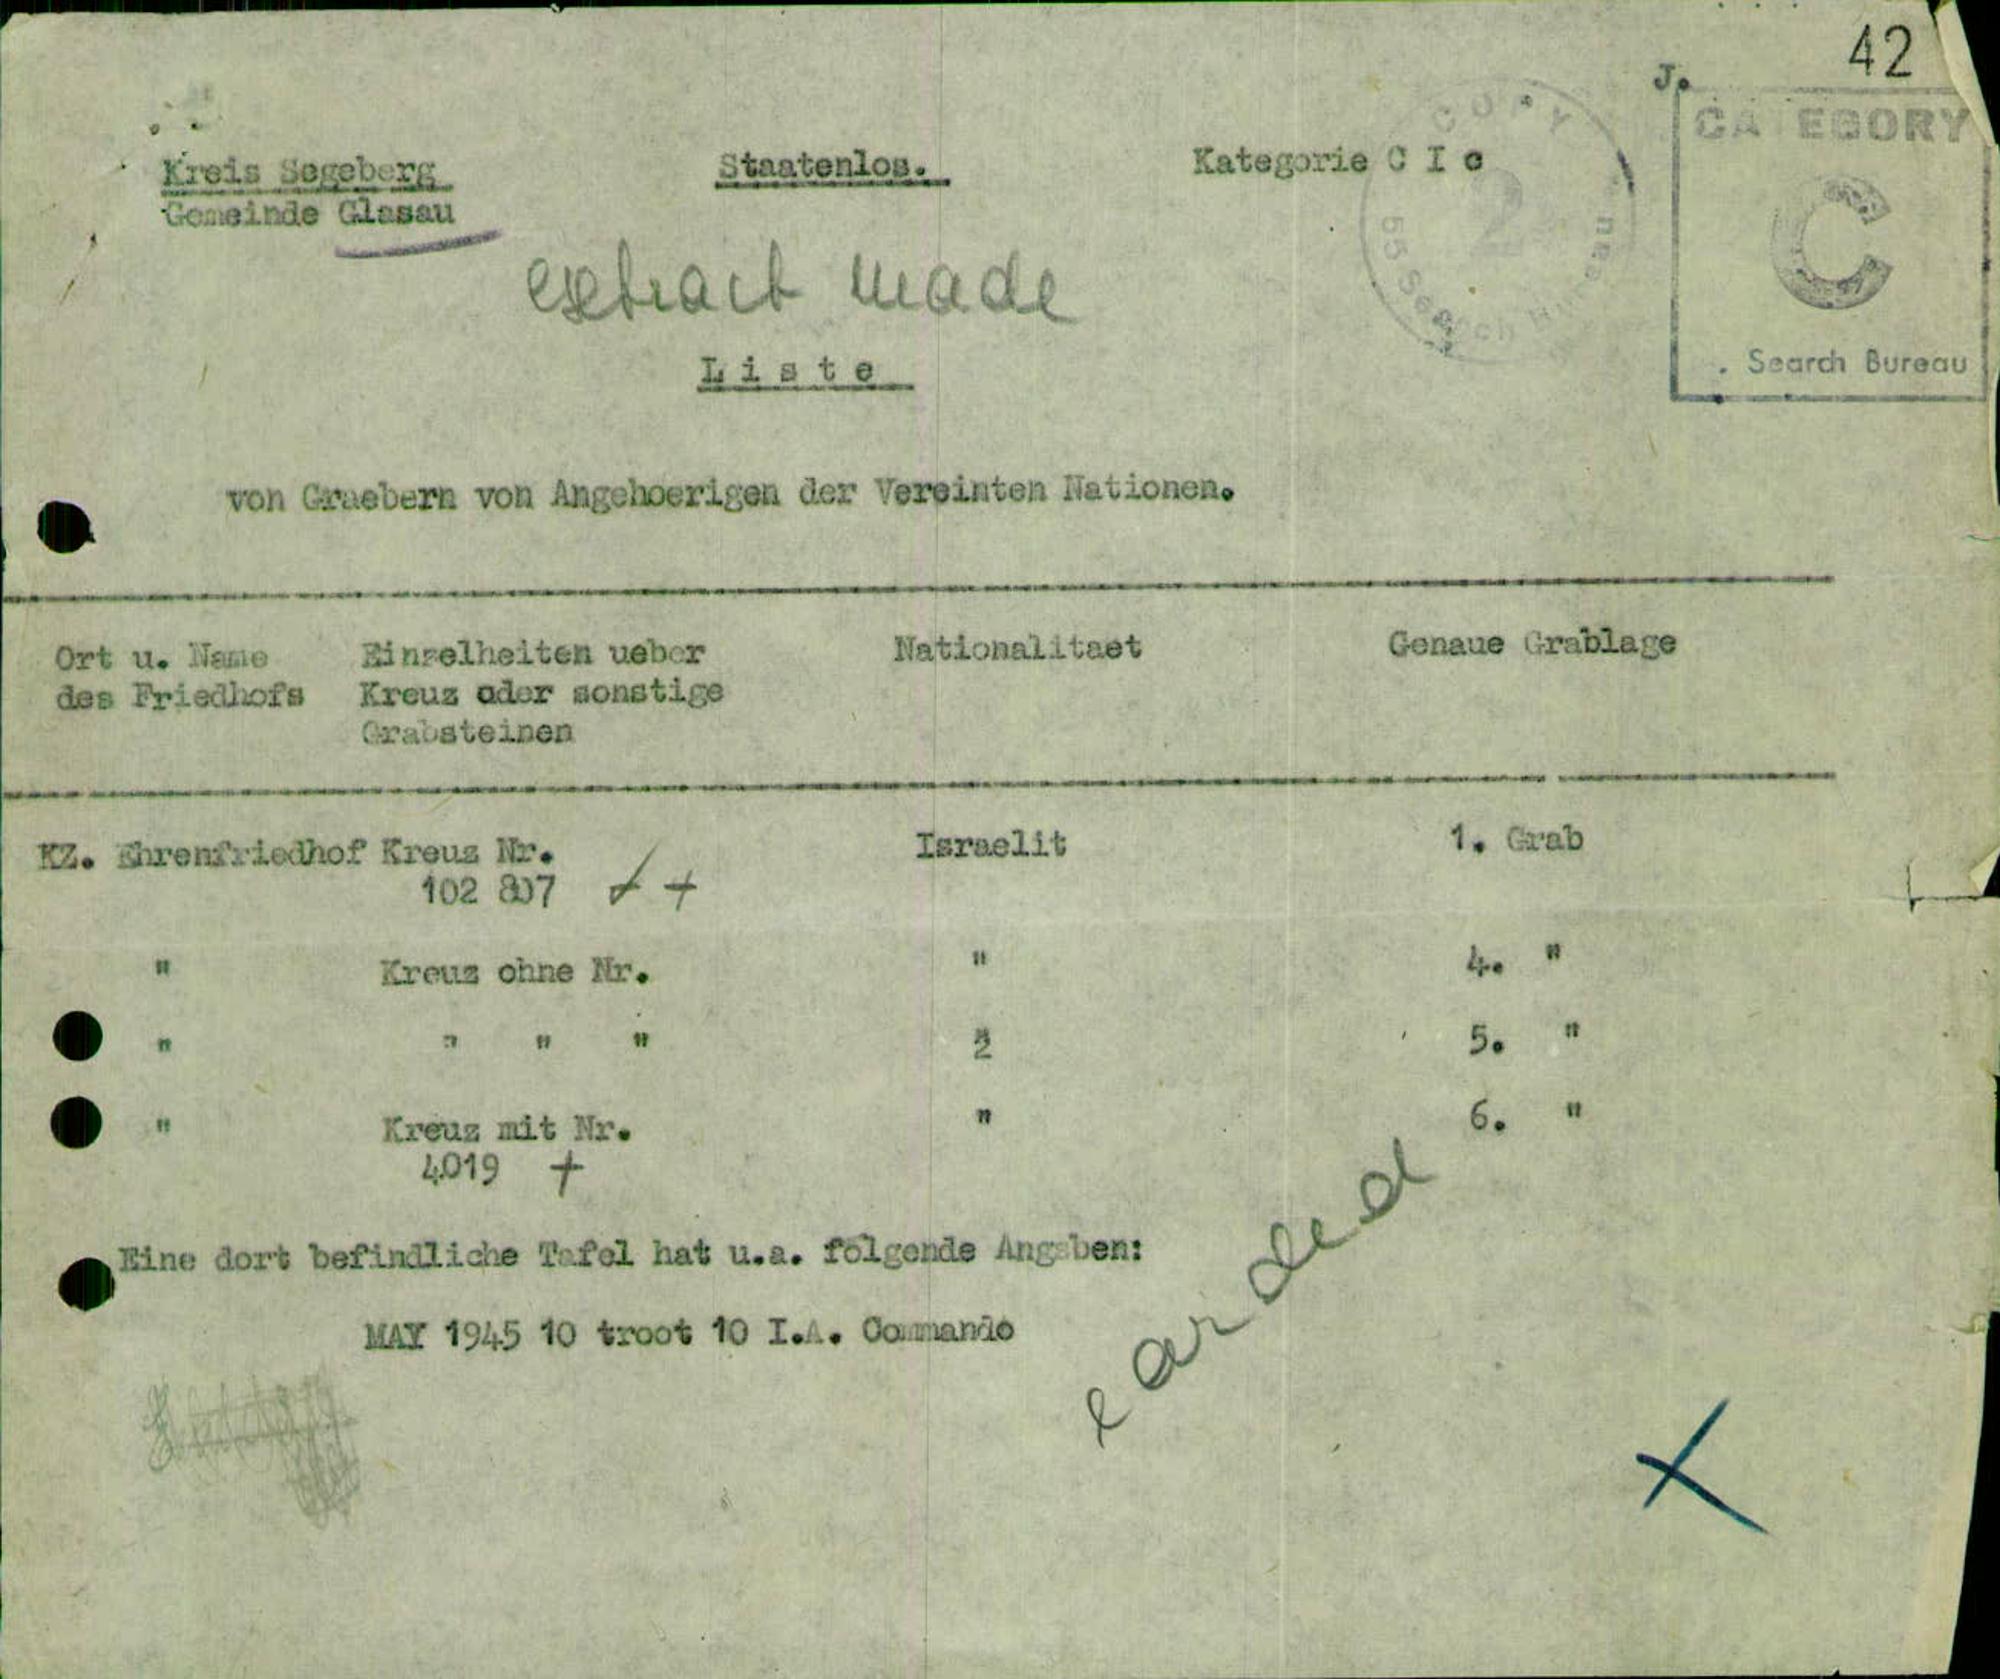 42
J.
CATEGORY
C
Search Bureau
COPY
2
Search Bureau
Kreis Segeberg Staatenlos. Kategorie C I c
Gemeinde Glasau
extract made
Liste
von Graebern von Angehoerigen der Vereinten Nationen.
Ort u. Name Einzelheiten ueber Nationalitaet Genaue Grablage
des Friedhofs Kreuz oder sonstige
Grabsteinen
KZ. Ehrenfriedhof Kreuz Nr. Israelit 1. Grab
102 807 + +
" Kreuz ohne Nr. " 4. "
" " " " " 5. "
" Kreuz mit Nr. " 6. "
4019 +
Eine dort befindliche Tafel hat u.a. folgende Angaben:
MAY 1945 10 troot 10 I.A. Commando
carded